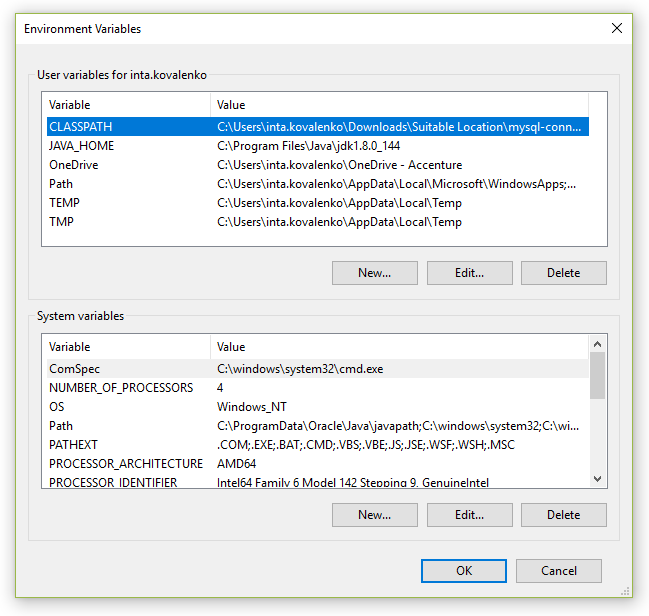 Environment Variables
User variables for inta.kovalenko
Variable Value
CLASSPATH C:\Users\inta.kovalenko\Downloads\Suitable Location\mysql-conn...
JAVA_HOME C:\Program Files\Java\jdk1.8.0_144
OneDrive C:\Users\inta.kovalenko\OneDrive - Accenture
Path C:\Users\inta.kovalenko\AppData\Local\Microsoft\WindowsApps;...
TEMP C:\Users\inta.kovalenko\AppData\Local\Temp
TMP C:\Users\inta.kovalenko\AppData\Local\Temp
New... Edit... Delete
System variables
Variable Value
ComSpec C:\windows\system32\cmd.exe
NUMBER_OF_PROCESSORS 4
OS Windows_NT
Path C:\ProgramData\Oracle\Java\javapath;C:\windows\system32;C:\wi...
PATHEXT .COM;.EXE;.BAT;.CMD;.VBS;.VBE;.JS;.JSE;.WSF;.WSH;.MSC
PROCESSOR_ARCHITECTURE AMD64
PROCESSOR_IDENTIFIER Intel64 Family 6 Model 142 Stepping 9, GenuineIntel
New... Edit... Delete
OK Cancel